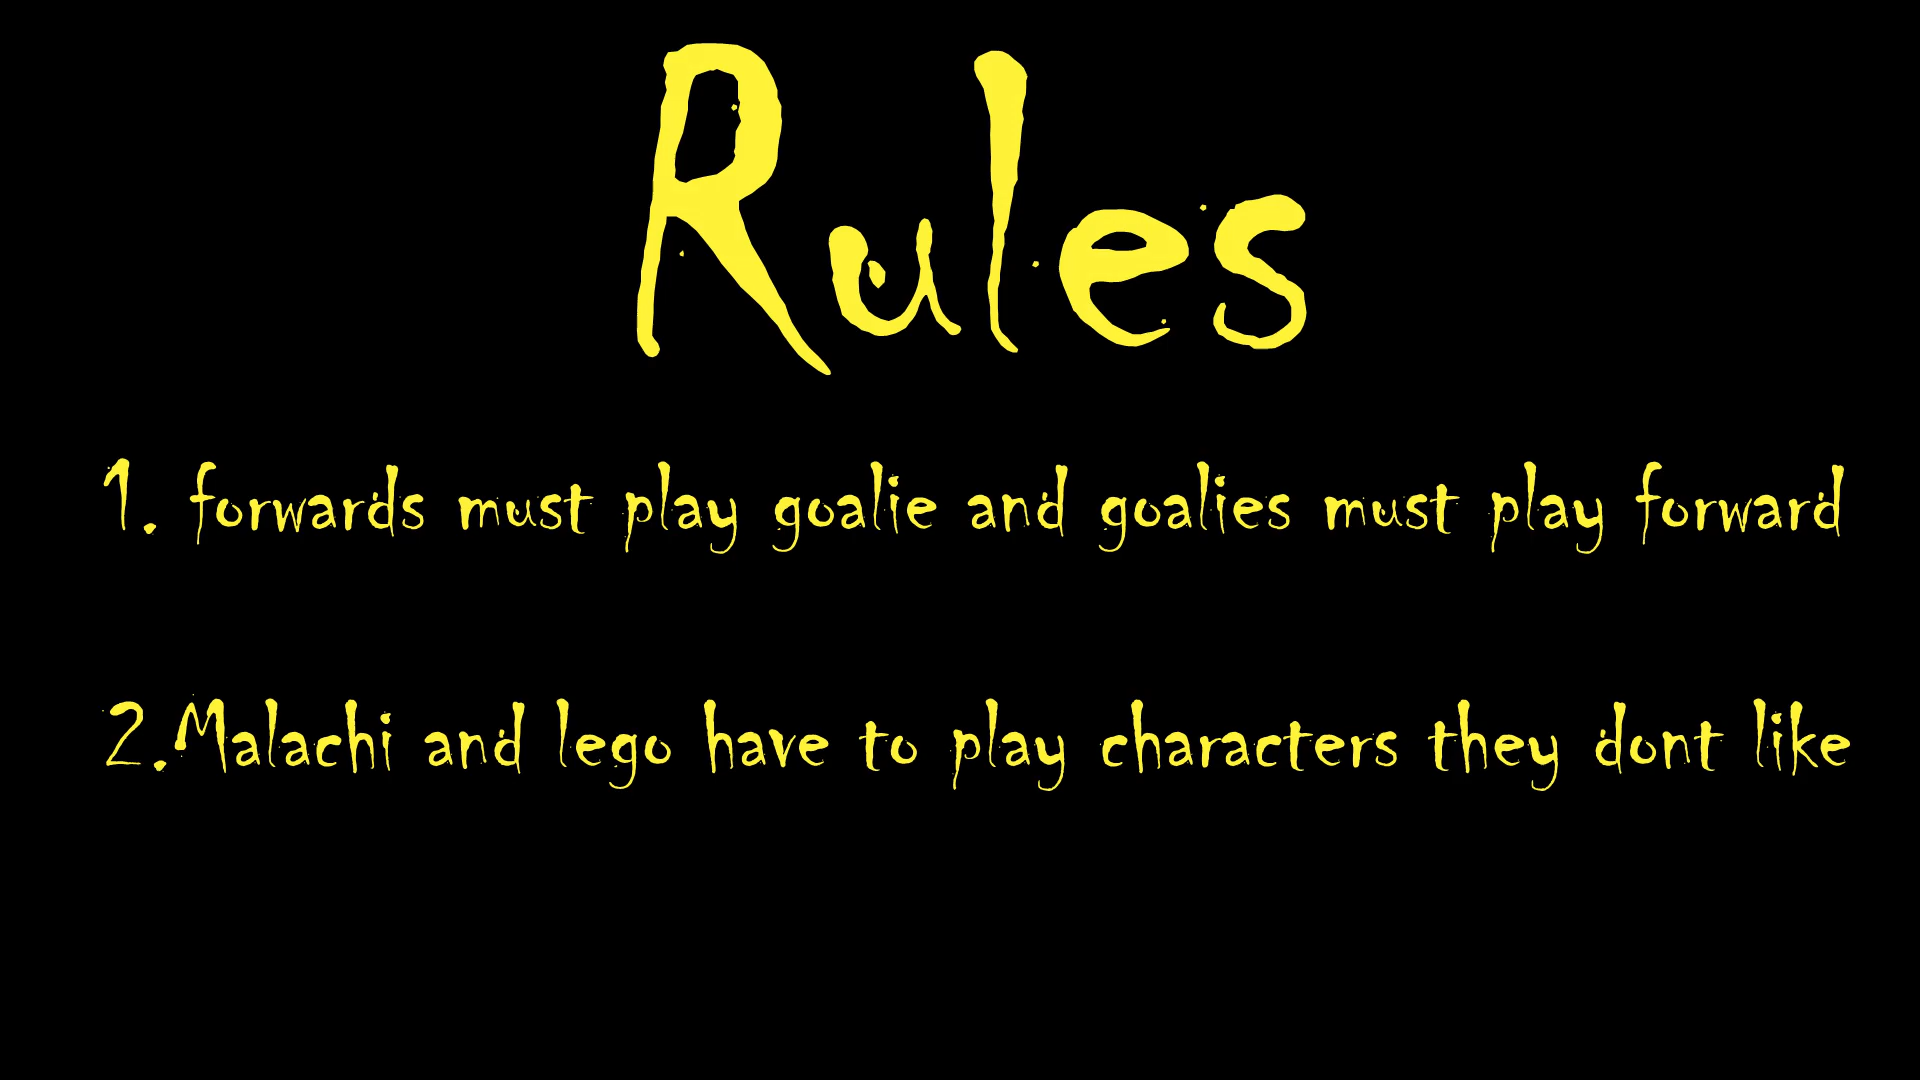 Rules
1. forwards must play goalie and goalies must play forward
2.Malachi and lego have to play characters they dont like